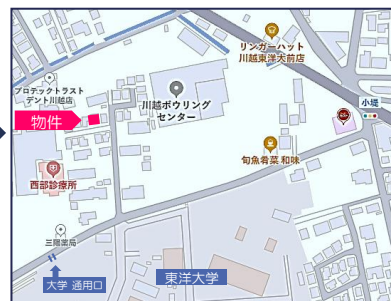 リンガーハット
川越東洋大前店
プロテックトラスト
デント川越店
川越ボウリング
センター
小堤
物件
旬魚肴菜 和味
西部診療所
三陽薬局
大学 通用口
東洋大学